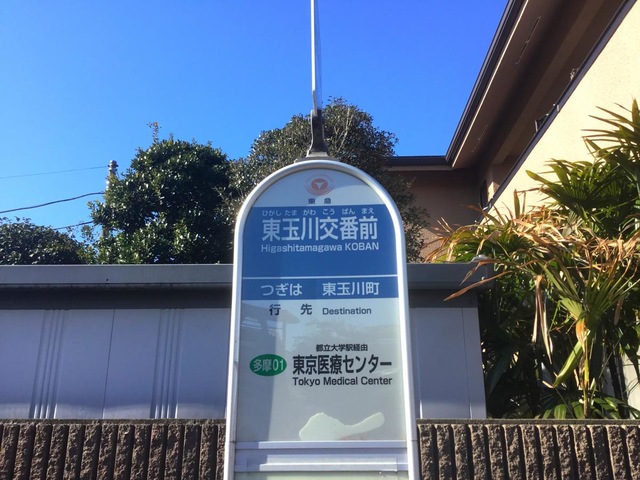 東急
ひがし たま がわ こう ばん まえ
東玉川交番前
Higashitamagawa KOBAN
つぎは 東玉川町
行先 Destination
都立大学駅経由
多摩01 東京医療センター
Tokyo Medical Center